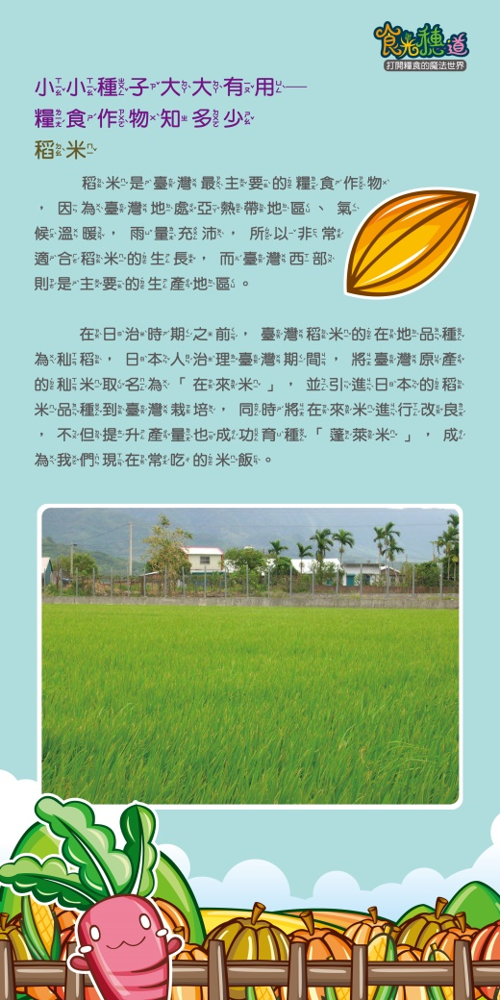 食光穗道
打開糧食的魔法世界
小小種子大大有用──
糧食作物知多少
稻米
稻米是臺灣最主要的糧食作物
，因為臺灣地處亞熱帶地區、氣
候溫暖，雨量充沛，所以非常
適合稻米的生長，而臺灣西部
則是主要的生產地區。
在日治時期之前，臺灣稻米的在地品種
為秈稻，日本人治理臺灣期間，將臺灣原產
的秈米取名為「在來米」，並引進日本的稻
米品種到臺灣栽培，同時將在來米進行改良
，不但提升產量也成功育種「蓬萊米」，成
為我們現在常吃的米飯。